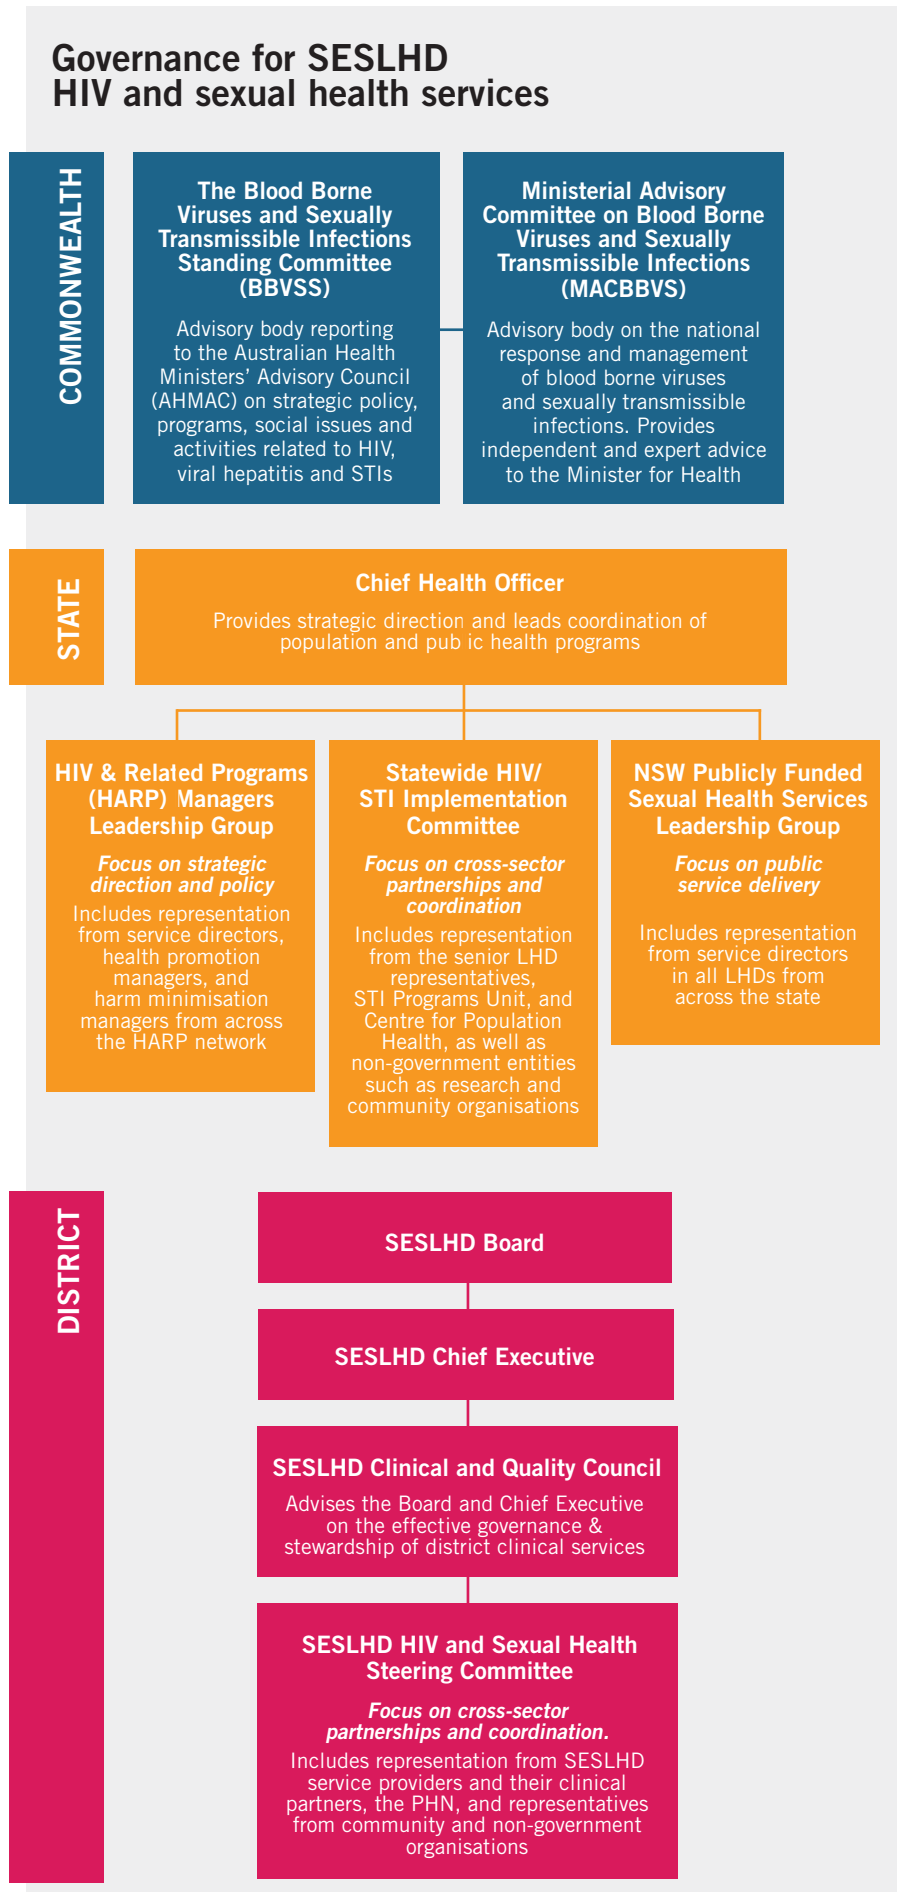 Governance for SESLHD
HIV and sexual health services
COMMONWEALTH
The Blood Borne
Viruses and Sexually
Transmissible Infections
Standing Committee
(BBVSS)
Advisory body reporting
to the Australian Health
Ministers’ Advisory Council
(AHMAC) on strategic policy,
programs, social issues and
activities related to HIV,
viral hepatitis and STIs
Ministerial Advisory
Committee on Blood Borne
Viruses and Sexually
Transmissible Infections
(MACBBVS)
Advisory body on the national
response and management
of blood borne viruses
and sexually transmissible
infections. Provides
independent and expert advice
to the Minister for Health
STATE
Chief Health Officer
Provides strategic direction and leads coordination of
population and pub ic health programs
HIV & Related Programs
(HARP) Managers
Leadership Group
Focus on strategic
direction and policy
Includes representation
from service directors,
health promotion
managers, and
harm minimisation
managers from across
the HARP network
Statewide HIV/
STI Implementation
Committee
Focus on cross-sector
partnerships and
coordination
Includes representation
from the senior LHD
representatives,
STI Programs Unit, and
Centre for Population
Health, as well as
non-government entities
such as research and
community organisations
NSW Publicly Funded
Sexual Health Services
Leadership Group
Focus on public
service delivery
Includes representation
from service directors
in all LHDs from
across the state
DISTRICT
SESLHD Board
SESLHD Chief Executive
SESLHD Clinical and Quality Council
Advises the Board and Chief Executive
on the effective governance &
stewardship of district clinical services
SESLHD HIV and Sexual Health
Steering Committee
Focus on cross-sector
partnerships and coordination.
Includes representation from SESLHD
service providers and their clinical
partners, the PHN, and representatives
from community and non-government
organisations